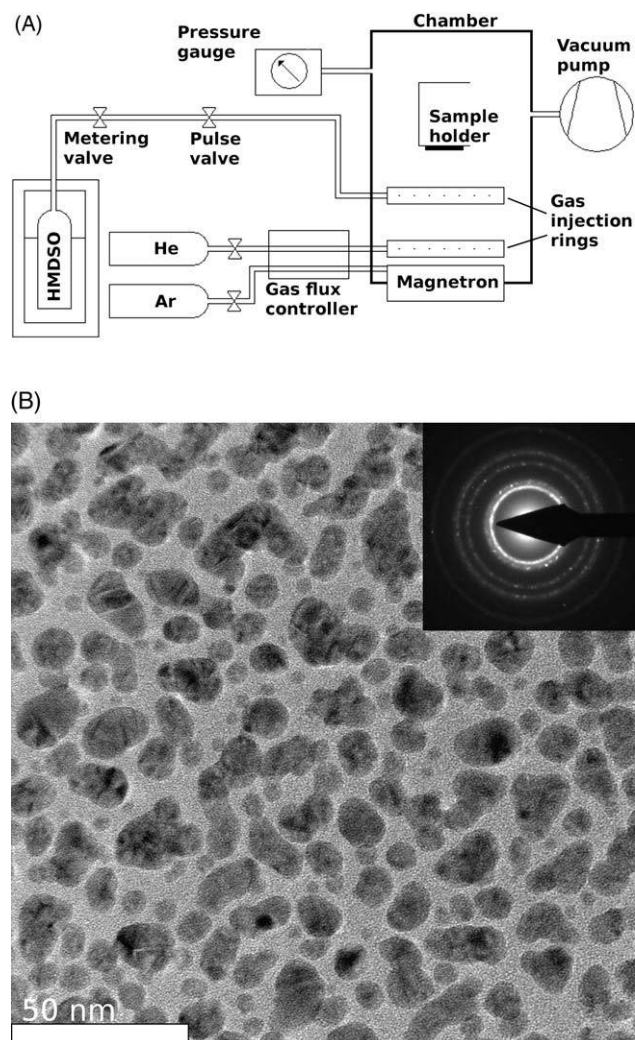 (A)
Pressure
gauge
Chamber
Vacuum
pump
Sample
holder
Metering
valve
Pulse
valve
Gas
injection
rings
HMDSO
He
Ar
Gas flux
controller
Magnetron
(B)
50 nm